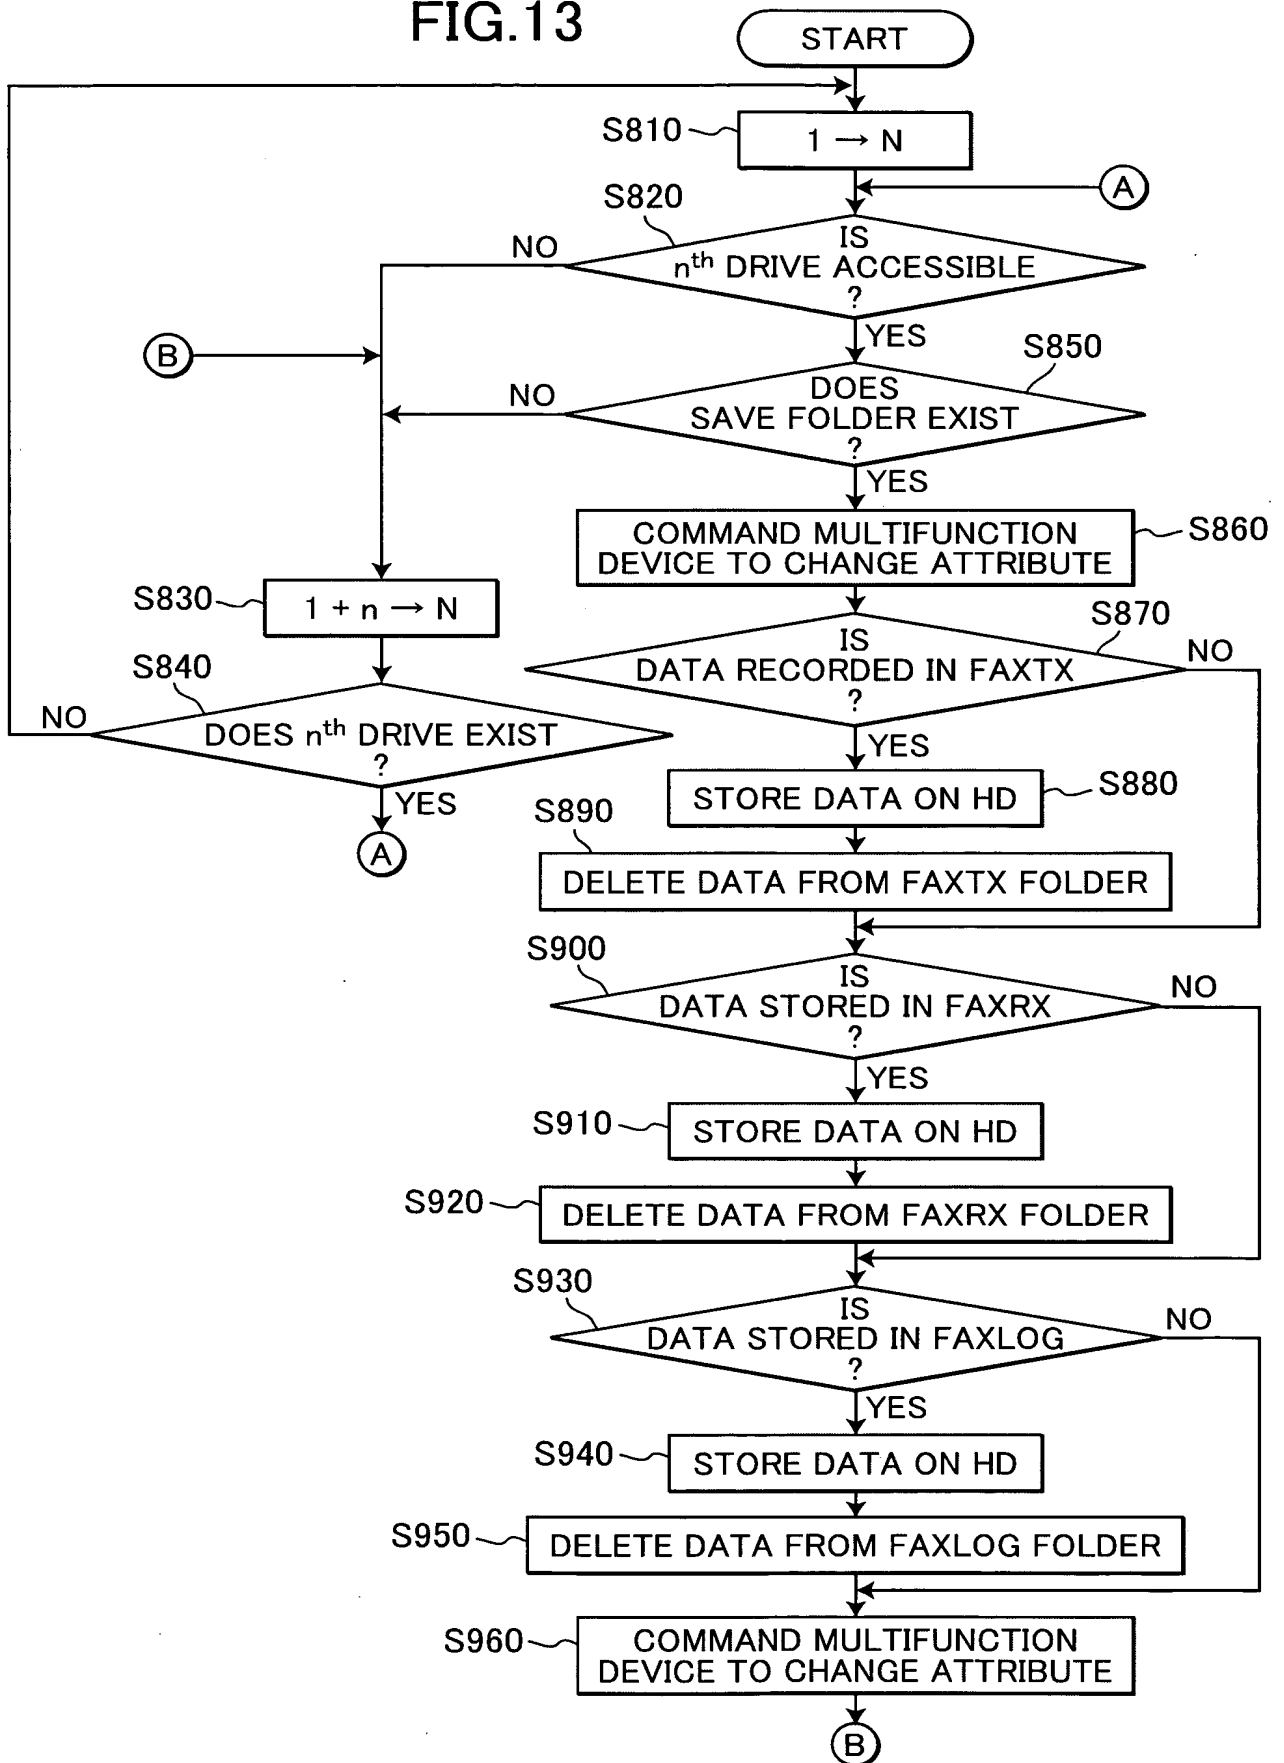 FIG.13
START
S810
1 → N
A
S820
IS
nth DRIVE ACCESSIBLE
?
NO
YES
B
S850
DOES
SAVE FOLDER EXIST
?
NO
YES
S860
COMMAND MULTIFUNCTION
DEVICE TO CHANGE ATTRIBUTE
S830
1 + n → N
S840
DOES nth DRIVE EXIST
?
NO
YES
A
S870
IS
DATA RECORDED IN FAXTX
?
NO
YES
S880
STORE DATA ON HD
S890
DELETE DATA FROM FAXTX FOLDER
S900
IS
DATA STORED IN FAXRX
?
NO
YES
S910
STORE DATA ON HD
S920
DELETE DATA FROM FAXRX FOLDER
S930
IS
DATA STORED IN FAXLOG
?
NO
YES
S940
STORE DATA ON HD
S950
DELETE DATA FROM FAXLOG FOLDER
S960
COMMAND MULTIFUNCTION
DEVICE TO CHANGE ATTRIBUTE
B